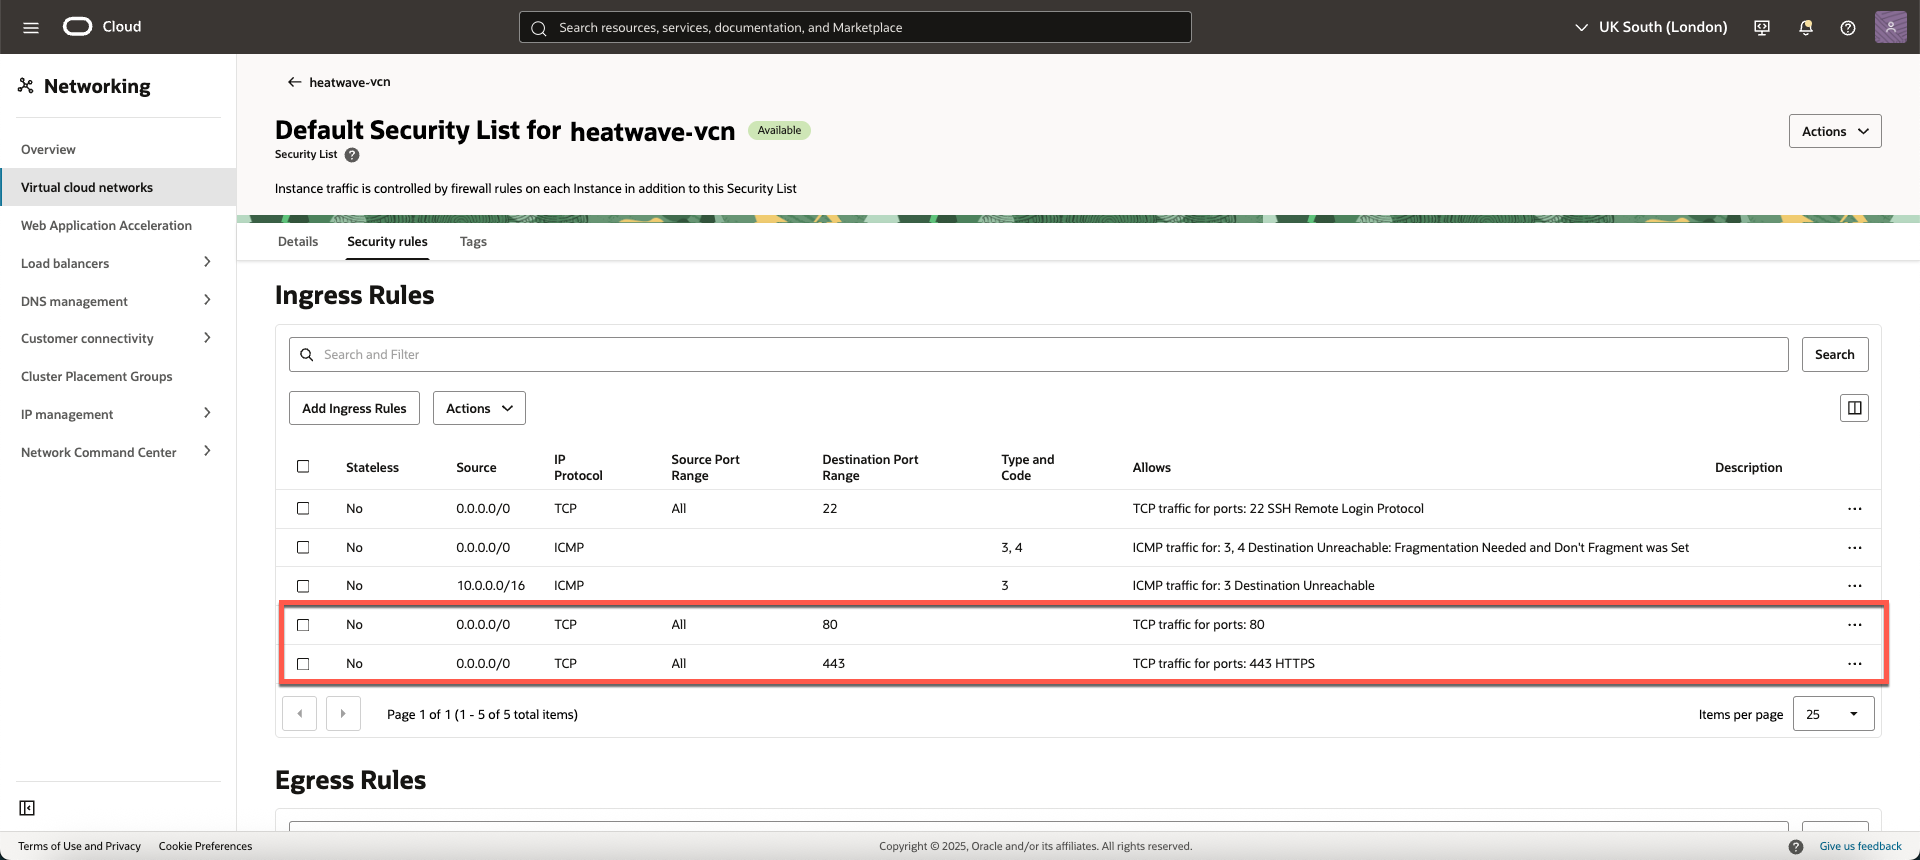 Cloud
Search resources, services, documentation, and Marketplace
UK South (London)
Networking
Overview
Virtual cloud networks
Web Application Acceleration
Load balancers
DNS management
Customer connectivity
Cluster Placement Groups
IP management
Network Command Center
heatwave-vcn
Default Security List for heatwave-vcn Available
Security List ?
Instance traffic is controlled by firewall rules on each Instance in addition to this Security List
Actions
Details Security rules Tags
Ingress Rules
Search and Filter Search
Add Ingress Rules Actions
Stateless Source IP Protocol Source Port Range Destination Port Range Type and Code Allows Description
No 0.0.0.0/0 TCP All 22 TCP traffic for ports: 22 SSH Remote Login Protocol ...
No 0.0.0.0/0 ICMP 3, 4 ICMP traffic for: 3, 4 Destination Unreachable: Fragmentation Needed and Don't Fragment was Set ...
No 10.0.0.0/16 ICMP 3 ICMP traffic for: 3 Destination Unreachable ...
No 0.0.0.0/0 TCP All 80 TCP traffic for ports: 80 ...
No 0.0.0.0/0 TCP All 443 TCP traffic for ports: 443 HTTPS ...
Page 1 of 1 (1 - 5 of 5 total items) Items per page 25
Egress Rules
Terms of Use and Privacy Cookie Preferences Copyright © 2025, Oracle and/or its affiliates. All rights reserved. ? Give us feedback